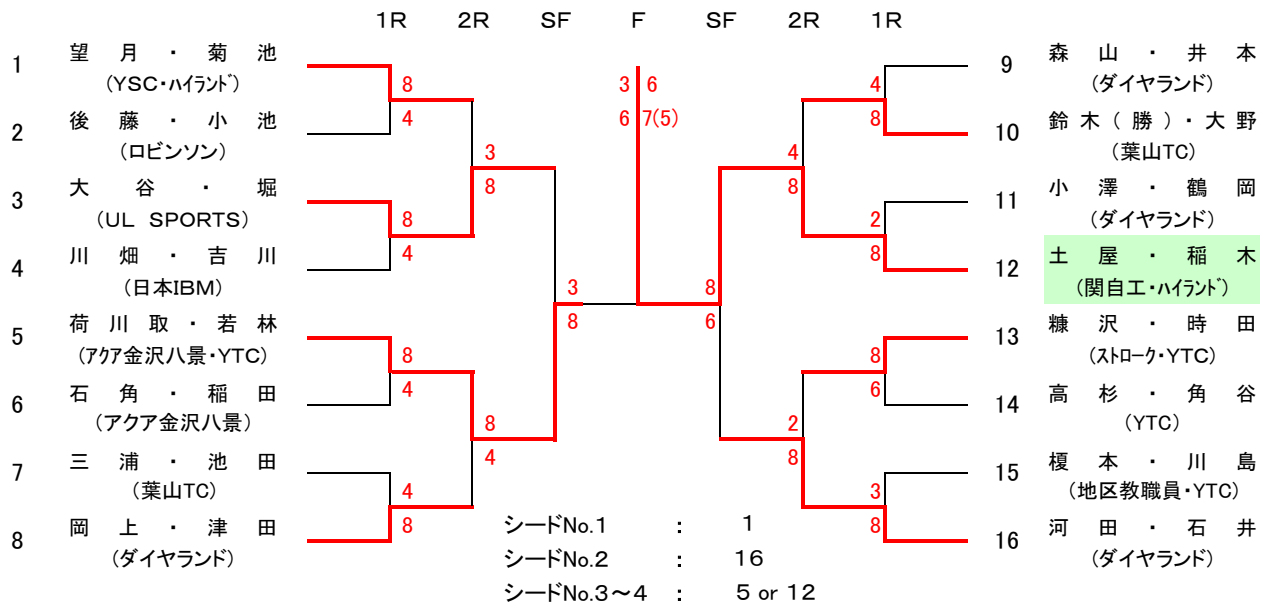 1R 2R SF F SF 2R 1R
1 望月・菊池
(YSC・ハイランド)
2 後藤・小池
(ロビンソン)
3 大谷・堀
(UL SPORTS)
4 川畑・吉川
(日本IBM)
5 荷川取・若林
(アクア金沢八景・YTC)
6 石角・稲田
(アクア金沢八景)
7 三浦・池田
(葉山TC)
8 岡上・津田
(ダイヤランド)
8
4
8
4
8
4
4
8
3
8
8
4
3
8
3 6
6 7(5)
8
6
4
8
2
8
4
8
2
8
8
6
3
8
9 森山・井本
(ダイヤランド)
10 鈴木(勝)・大野
(葉山TC)
11 小澤・鶴岡
(ダイヤランド)
12 土屋・稲木
(関自工・ハイランド)
13 糠沢・時田
(ストローク・YTC)
14 高杉・角谷
(YTC)
15 榎本・川島
(地区教職員・YTC)
16 河田・石井
(ダイヤランド)
シードNo.1 : 1
シードNo.2 : 16
シードNo.3~4 : 5 or 12